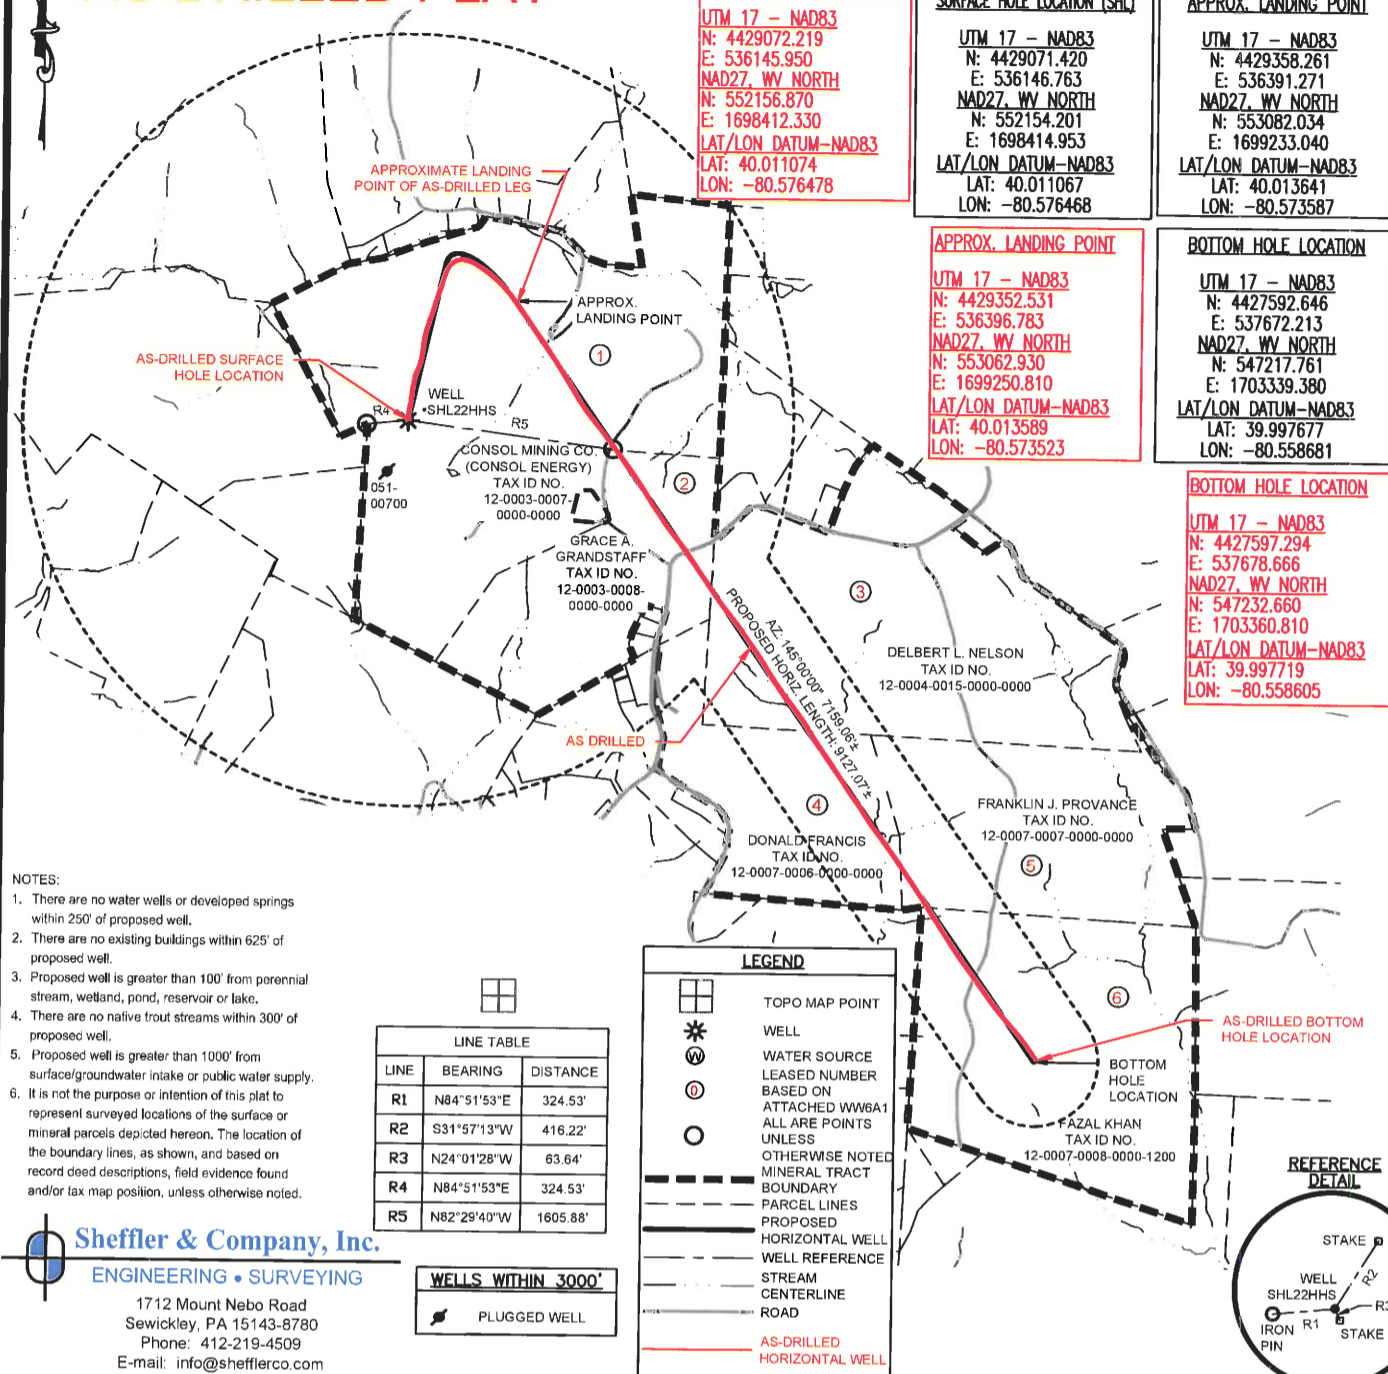 UTM 17 - NAD83
N: 4429072.219
E: 536145.950
NAD27, WV NORTH
N: 552156.870
E: 1698412.330
LAT/LON DATUM-NAD83
LAT: 40.011074
LON: -80.576478
SURFACE HOLE LOCATION (SHL)
UTM 17 - NAD83
N: 4429071.420
E: 536146.763
NAD27, WV NORTH
N: 552154.201
E: 1698414.953
LAT/LON DATUM-NAD83
LAT: 40.011067
LON: -80.576468
APPROX. LANDING POINT
UTM 17 - NAD83
N: 4429358.261
E: 536391.271
NAD27, WV NORTH
N: 553082.034
E: 1699233.040
LAT/LON DATUM-NAD83
LAT: 40.013641
LON: -80.573587
APPROX. LANDING POINT
UTM 17 - NAD83
N: 4429352.531
E: 536396.783
NAD27, WV NORTH
N: 553062.930
E: 1699250.810
LAT/LON DATUM-NAD83
LAT: 40.013589
LON: -80.573523
BOTTOM HOLE LOCATION
UTM 17 - NAD83
N: 4427592.646
E: 537672.213
NAD27, WV NORTH
N: 547217.761
E: 1703339.380
LAT/LON DATUM-NAD83
LAT: 39.997677
LON: -80.558681
BOTTOM HOLE LOCATION
UTM 17 - NAD83
N: 4427597.294
E: 537678.666
NAD27, WV NORTH
N: 547232.660
E: 1703360.810
LAT/LON DATUM-NAD83
LAT: 39.997719
LON: -80.558605
APPROXIMATE LANDING
POINT OF AS-DRILLED LEG
APPROX.
LANDING POINT
1
AS-DRILLED SURFACE
HOLE LOCATION
WELL
SHL22HHS
R4
R5
CONSOL MINING CO.
(CONSOL ENERGY)
TAX ID NO.
12-0003-0007-
0000-0000
051-
00700
2
GRACE A.
GRANDSTAFF
TAX ID NO.
12-0003-0008-
0000-0000
3
DELBERT L. NELSON
TAX ID NO.
12-0004-0015-0000-0000
AZ. 145°00'00" 7159.06'±
PROPOSED HORIZ. LENGTH: 9127.07'±
AS DRILLED
4
DONALD FRANCIS
TAX ID NO.
12-0007-0006-0000-0000
FRANKLIN J. PROVANCE
TAX ID NO.
12-0007-0007-0000-0000
5
6
AS-DRILLED BOTTOM
HOLE LOCATION
BOTTOM
HOLE
LOCATION
FAZAL KHAN
TAX ID NO.
12-0007-0008-0000-1200
NOTES:
1. There are no water wells or developed springs
within 250' of proposed well.
2. There are no existing buildings within 625' of
proposed well.
3. Proposed well is greater than 100' from perennial
stream, wetland, pond, reservoir or lake.
4. There are no native trout streams within 300' of
proposed well.
5. Proposed well is greater than 1000' from
surface/groundwater intake or public water supply.
6. It is not the purpose or intention of this plat to
represent surveyed locations of the surface or
mineral parcels depicted hereon. The location of
the boundary lines, as shown, and based on
record deed descriptions, field evidence found
and/or tax map position, unless otherwise noted.
LINE TABLE
LINE BEARING DISTANCE
R1 N84°51'53"E 324.53'
R2 S31°57'13"W 416.22'
R3 N24°01'28"W 63.64'
R4 N84°51'53"E 324.53'
R5 N82°29'40"W 1605.88'
WELLS WITHIN 3000'
PLUGGED WELL
LEGEND
TOPO MAP POINT
WELL
W WATER SOURCE
0 LEASED NUMBER
BASED ON
ATTACHED WW6A1
ALL ARE POINTS
UNLESS
OTHERWISE NOTED
MINERAL TRACT
BOUNDARY
PARCEL LINES
PROPOSED
HORIZONTAL WELL
WELL REFERENCE
STREAM
CENTERLINE
ROAD
AS-DRILLED
HORIZONTAL WELL
Sheffler & Company, Inc.
ENGINEERING • SURVEYING
1712 Mount Nebo Road
Sewickley, PA 15143-8780
Phone: 412-219-4509
E-mail: info@shefflerco.com
REFERENCE
DETAIL
STAKE
R2
WELL
SHL22HHS
R3
R1
IRON
PIN
STAKE